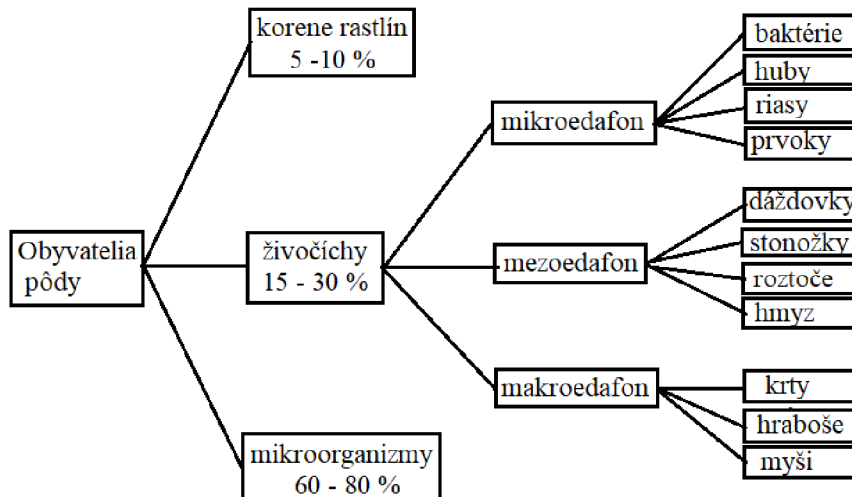 Obyvatelia
pôdy
korene rastlín
5 -10 %
živočíchy
15 - 30 %
mikroorganizmy
60 - 80 %
mikroedafon
mezoedafon
makroedafon
baktérie
huby
riasy
prvoky
dáždovky
stonožky
roztoče
hmyz
krty
hraboše
myši